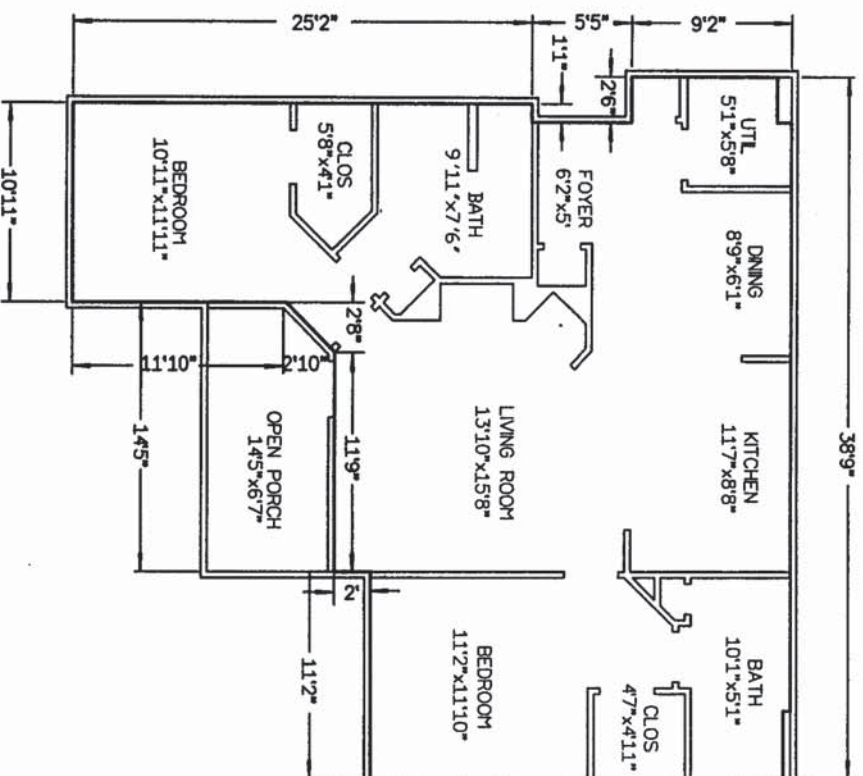 25'2"
5'5"
9'2"
1'1"
2'6"
UTIL
5'1"x5'8"
CLOS
5'8"x4'1"
BEDROOM
10'11"x11'11"
BATH
9'11"x7'6"
FOYER
6'2"x5'
DINING
8'9"x6'1"
10'11"
2'8"
11'10"
2'10"
OPEN PORCH
14'5"x6'7"
14'5"
11'9"
LIVING ROOM
13'10"x15'8"
KITCHEN
11'7"x8'8"
38'9"
2'
11'2"
BEDROOM
11'2"x11'10"
BATH
10'1"x5'1"
CLOS
4'7"x4'11"